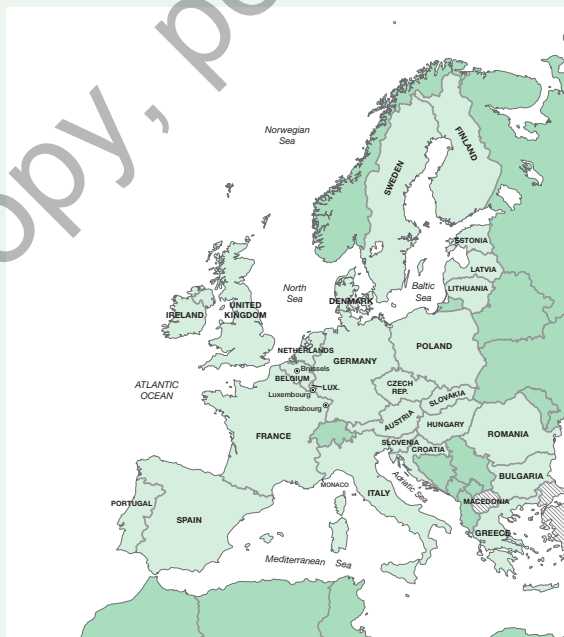 opy, po
Norwegian
Sea
FINLAND
SWEDEN
ESTONIA
LATVIA
LITHUANIA
North
Sea
Baltic
Sea
DENMARK
UNITED
KINGDOM
IRELAND
NETHERLANDS
GERMANY
POLAND
Brussels
BELGIUM
ATLANTIC
OCEAN
LUX.
Luxembourg
Strasbourg
CZECH
REP.
SLOVAKIA
AUSTRIA
HUNGARY
FRANCE
SLOVENIA
CROATIA
ROMANIA
BULGARIA
MONACO
ITALY
Adriatic Sea
MACEDONIA
PORTUGAL
SPAIN
GREECE
Mediterranean Sea